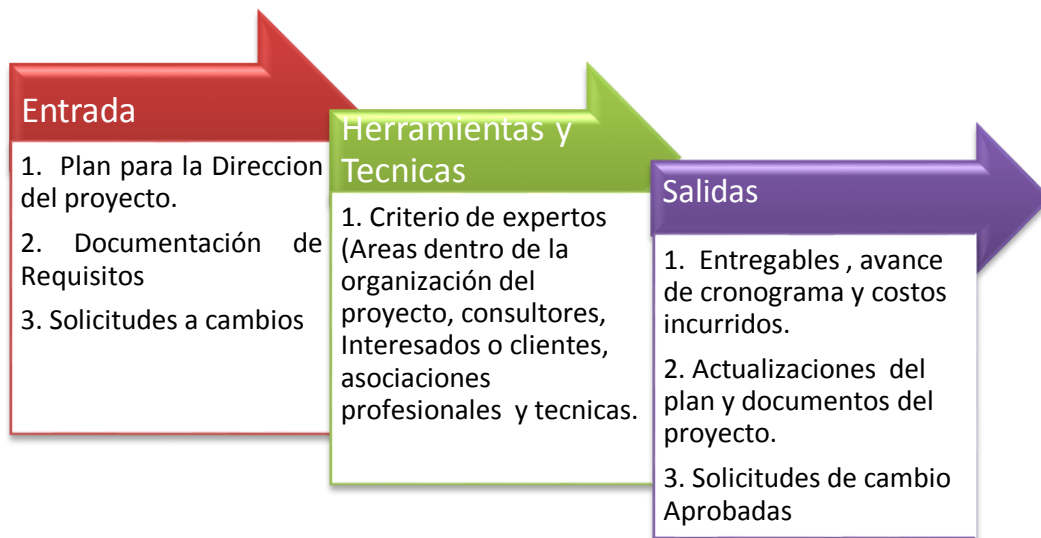 Entrada
1. Plan para la Direccion
del proyecto.
2. Documentación de
Requisitos
3. Solicitudes a cambios
Herramientas y
Tecnicas
1. Criterio de expertos
(Areas dentro de la
organización del
proyecto, consultores,
Interesados o clientes,
asociaciones
profesionales y tecnicas.
Salidas
1. Entregables , avance
de cronograma y costos
incurridos.
2. Actualizaciones del
plan y documentos del
proyecto.
3. Solicitudes de cambio
Aprobadas